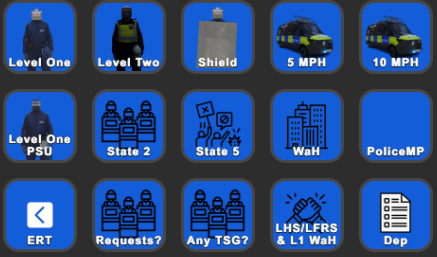 Level One
Level Two
Shield
5 MPH
10 MPH
Level One
PSU
State 2
State 5
WaH
PoliceMP
ERT
Requests?
Any TSG?
LHS/LFRS
& L1 WaH
Dep